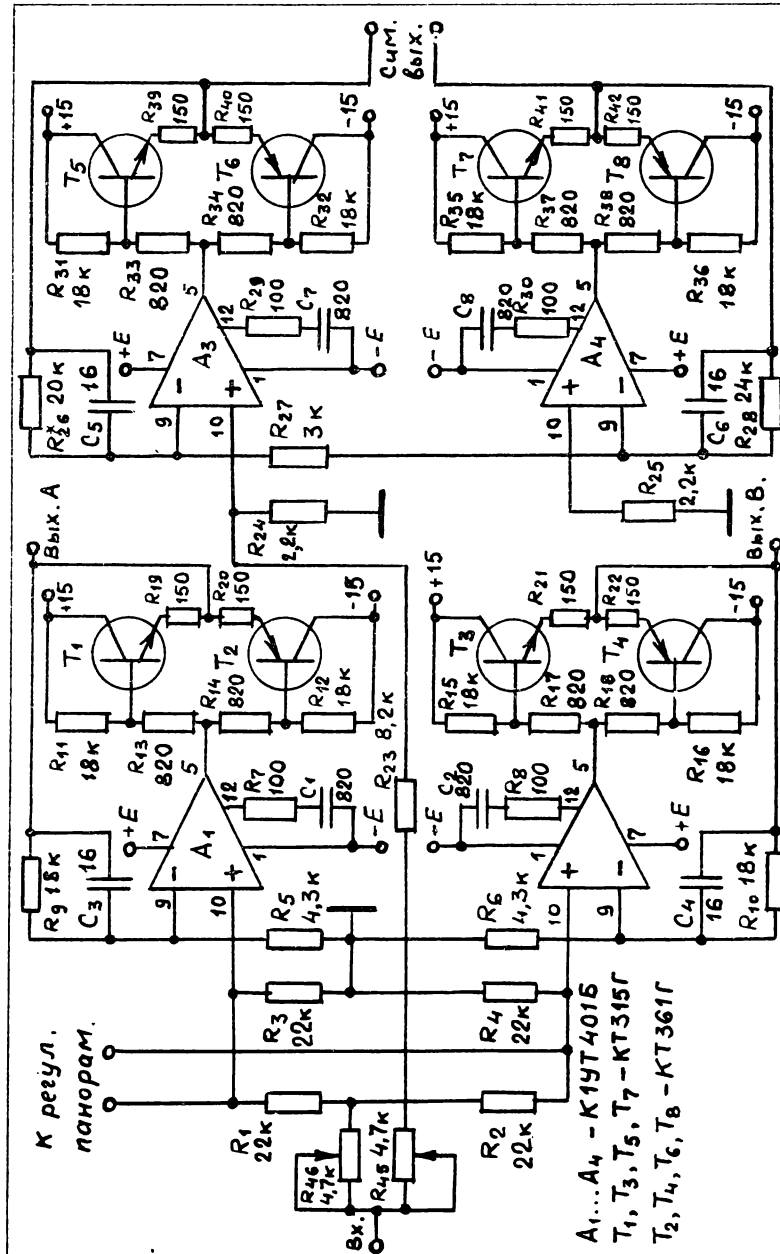 К регул.
панорам.
Вых. А
Сим.
вых.
Вых. В.
Вх.
R46
4,7к
R45 4,7к
R1
22к
R2
22к
R3
22к
R4
22к
R5
4,3к
R6
4,3к
R9 18к
C3
16
+E
7
A1
9
10
12
1
5
R7
100
C1
820
-E
R11
18к
R13
820
R14
820
R12
18к
T1
T2
+15
-15
R19
150
R20
150
R23
8,2к
-E
C2
820
R8
100
12
5
1
10
9
7
+E
C4
16
R10 18к
R15
18к
R17
820
R18
820
R16
18к
T3
T4
+15
-15
R21
150
R22
150
R24
2,2к
R25
2,2к
R27
3к
R26* 20к
C5
16
+E
7
A3
9
10
12
1
5
R29
100
C7
820
-E
R31
18к
R33
820
R34
820
R32
18к
T5
T6
+15
-15
R39
150
R40
150
-E
C8
820
R30
100
12
5
A4
1
10
9
7
+E
C6
16
R28 24к
R35
18к
R37
820
R38
820
R36
18к
T7
T8
+15
-15
R41
150
R42
150
A1...A4 - К1УТ401Б
T1, T3, T5, T7 - КТ315Г
T2, T4, T6, T8 - КТ361Г